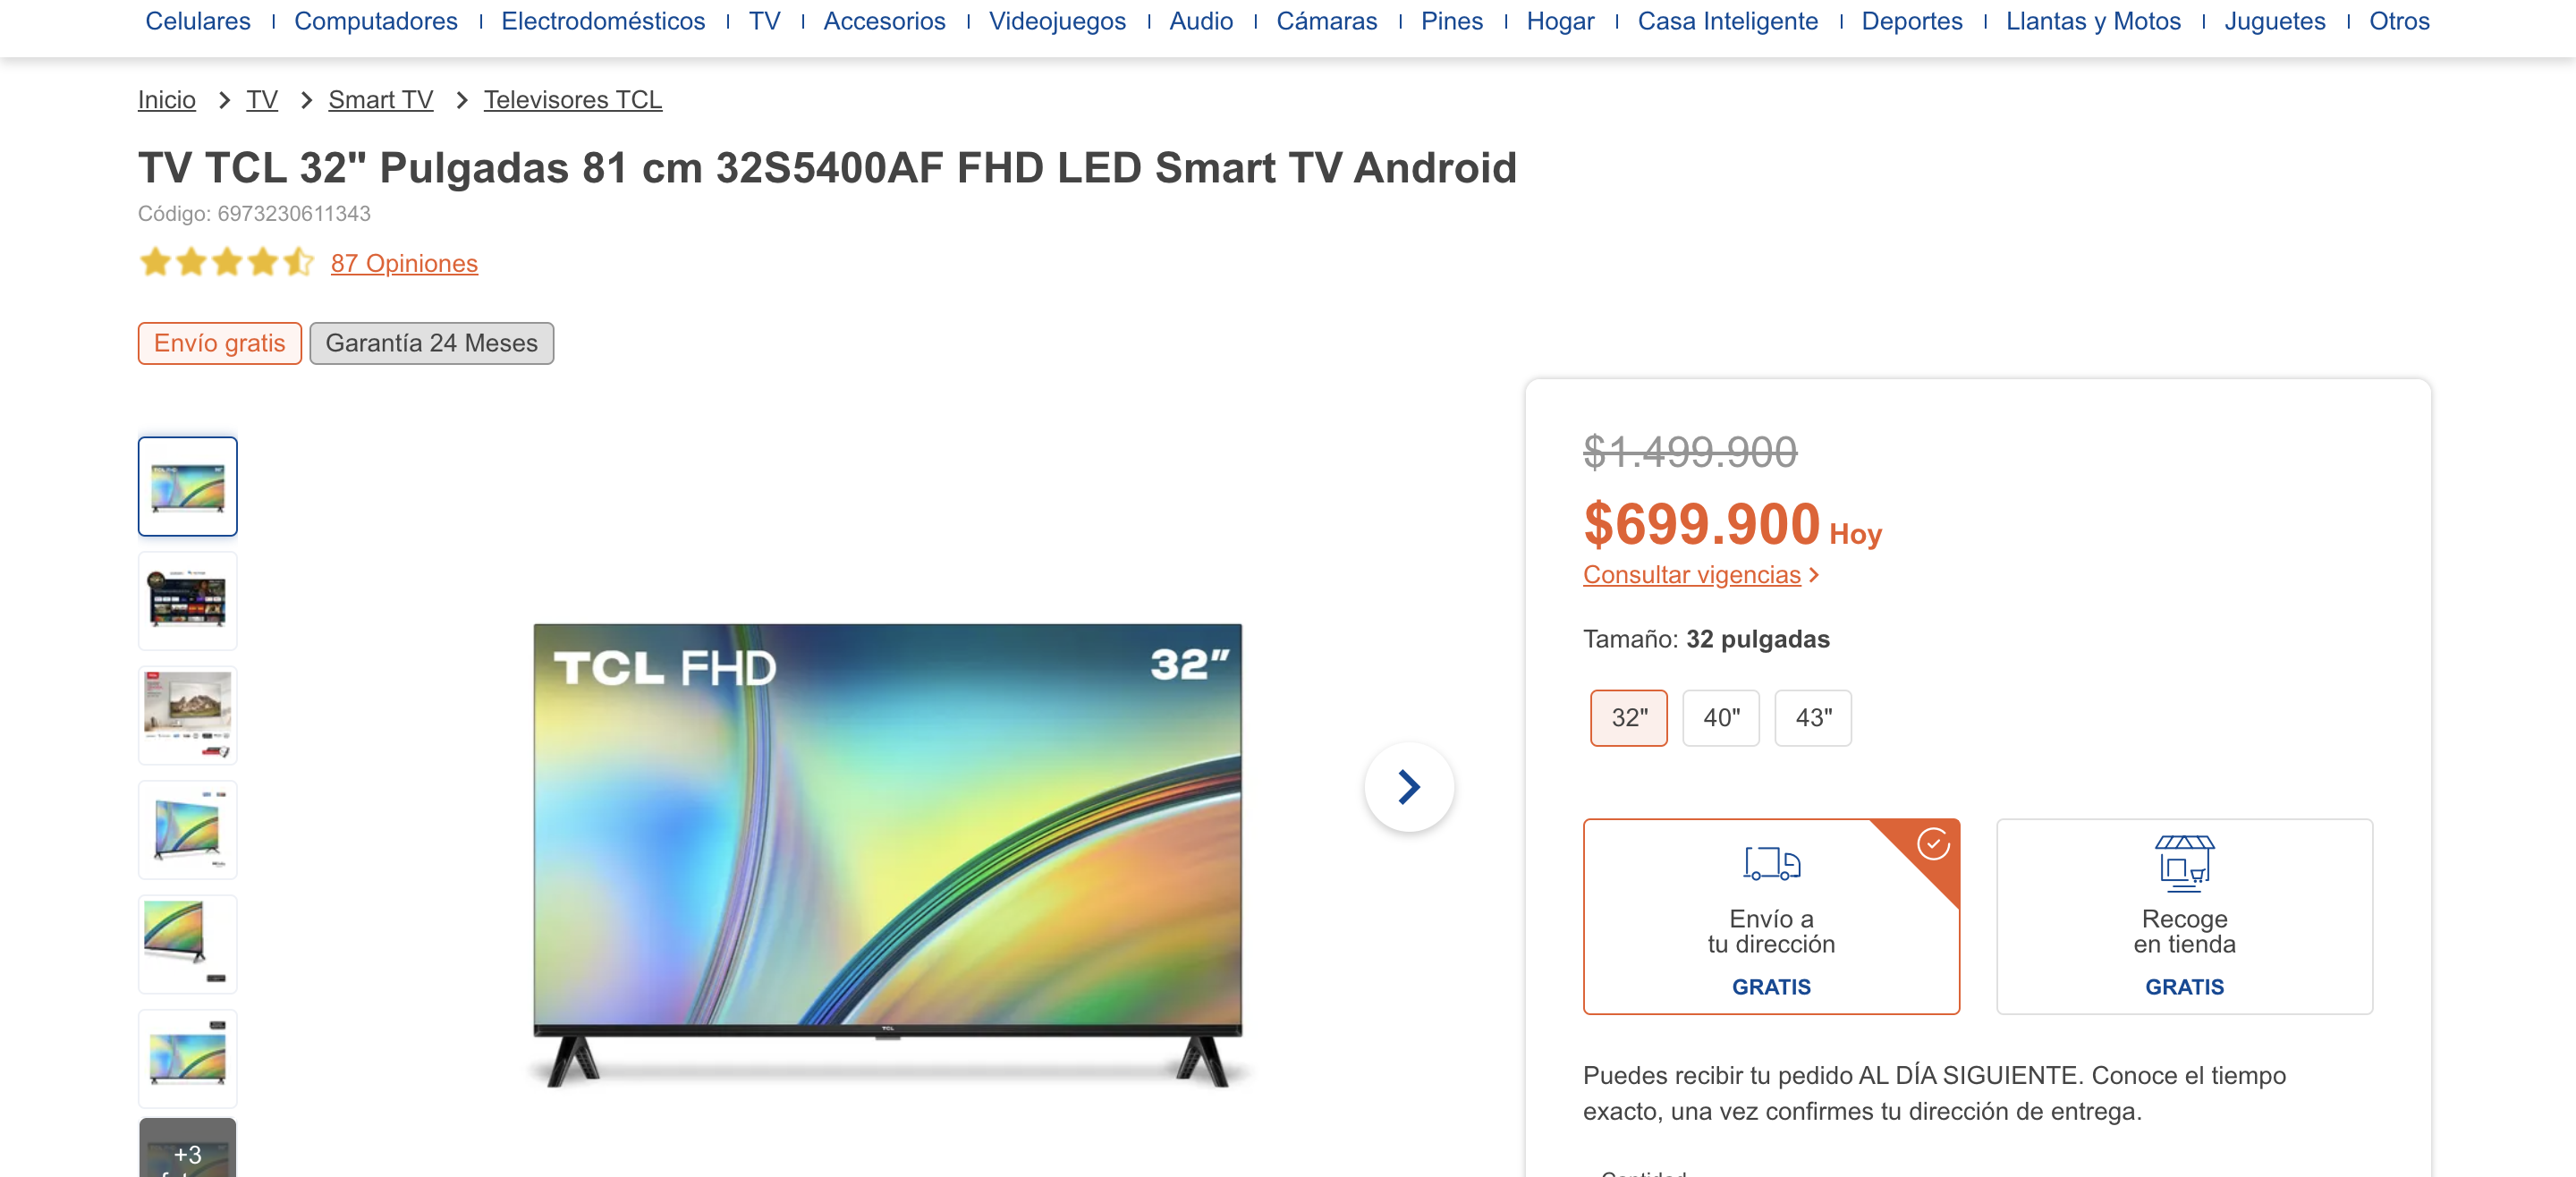 Celulares | Computadores | Electrodomésticos | TV | Accesorios | Videojuegos | Audio | Cámaras | Pines | Hogar | Casa Inteligente | Deportes | Llantas y Motos | Juguetes | Otros
Inicio > TV > Smart TV > Televisores TCL
TV TCL 32" Pulgadas 81 cm 32S5400AF FHD LED Smart TV Android
Código: 6973230611343
87 Opiniones
Envío gratis
Garantía 24 Meses
+3
TCL FHD
32"
TCL
$1.499.900
$699.900 Hoy
Consultar vigencias >
Tamaño: 32 pulgadas
32" 40" 43"
Envío a
tu dirección
GRATIS
Recoge
en tienda
GRATIS
Puedes recibir tu pedido AL DÍA SIGUIENTE. Conoce el tiempo
exacto, una vez confirmes tu dirección de entrega.
Cantidad